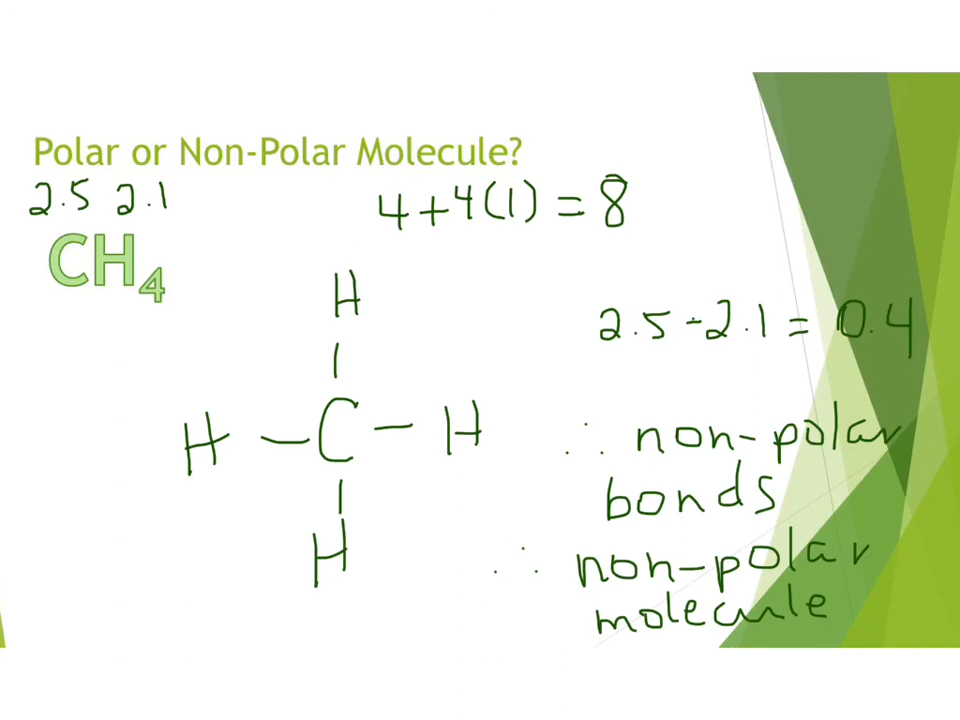 Polar or Non-Polar Molecule?
2.5 2.1
4+4(1) = 8
CH₄
H
2.5-2.1 = 0.4
H – C – H
∴ non-polar
bonds
H
∴ non-polar
molecule